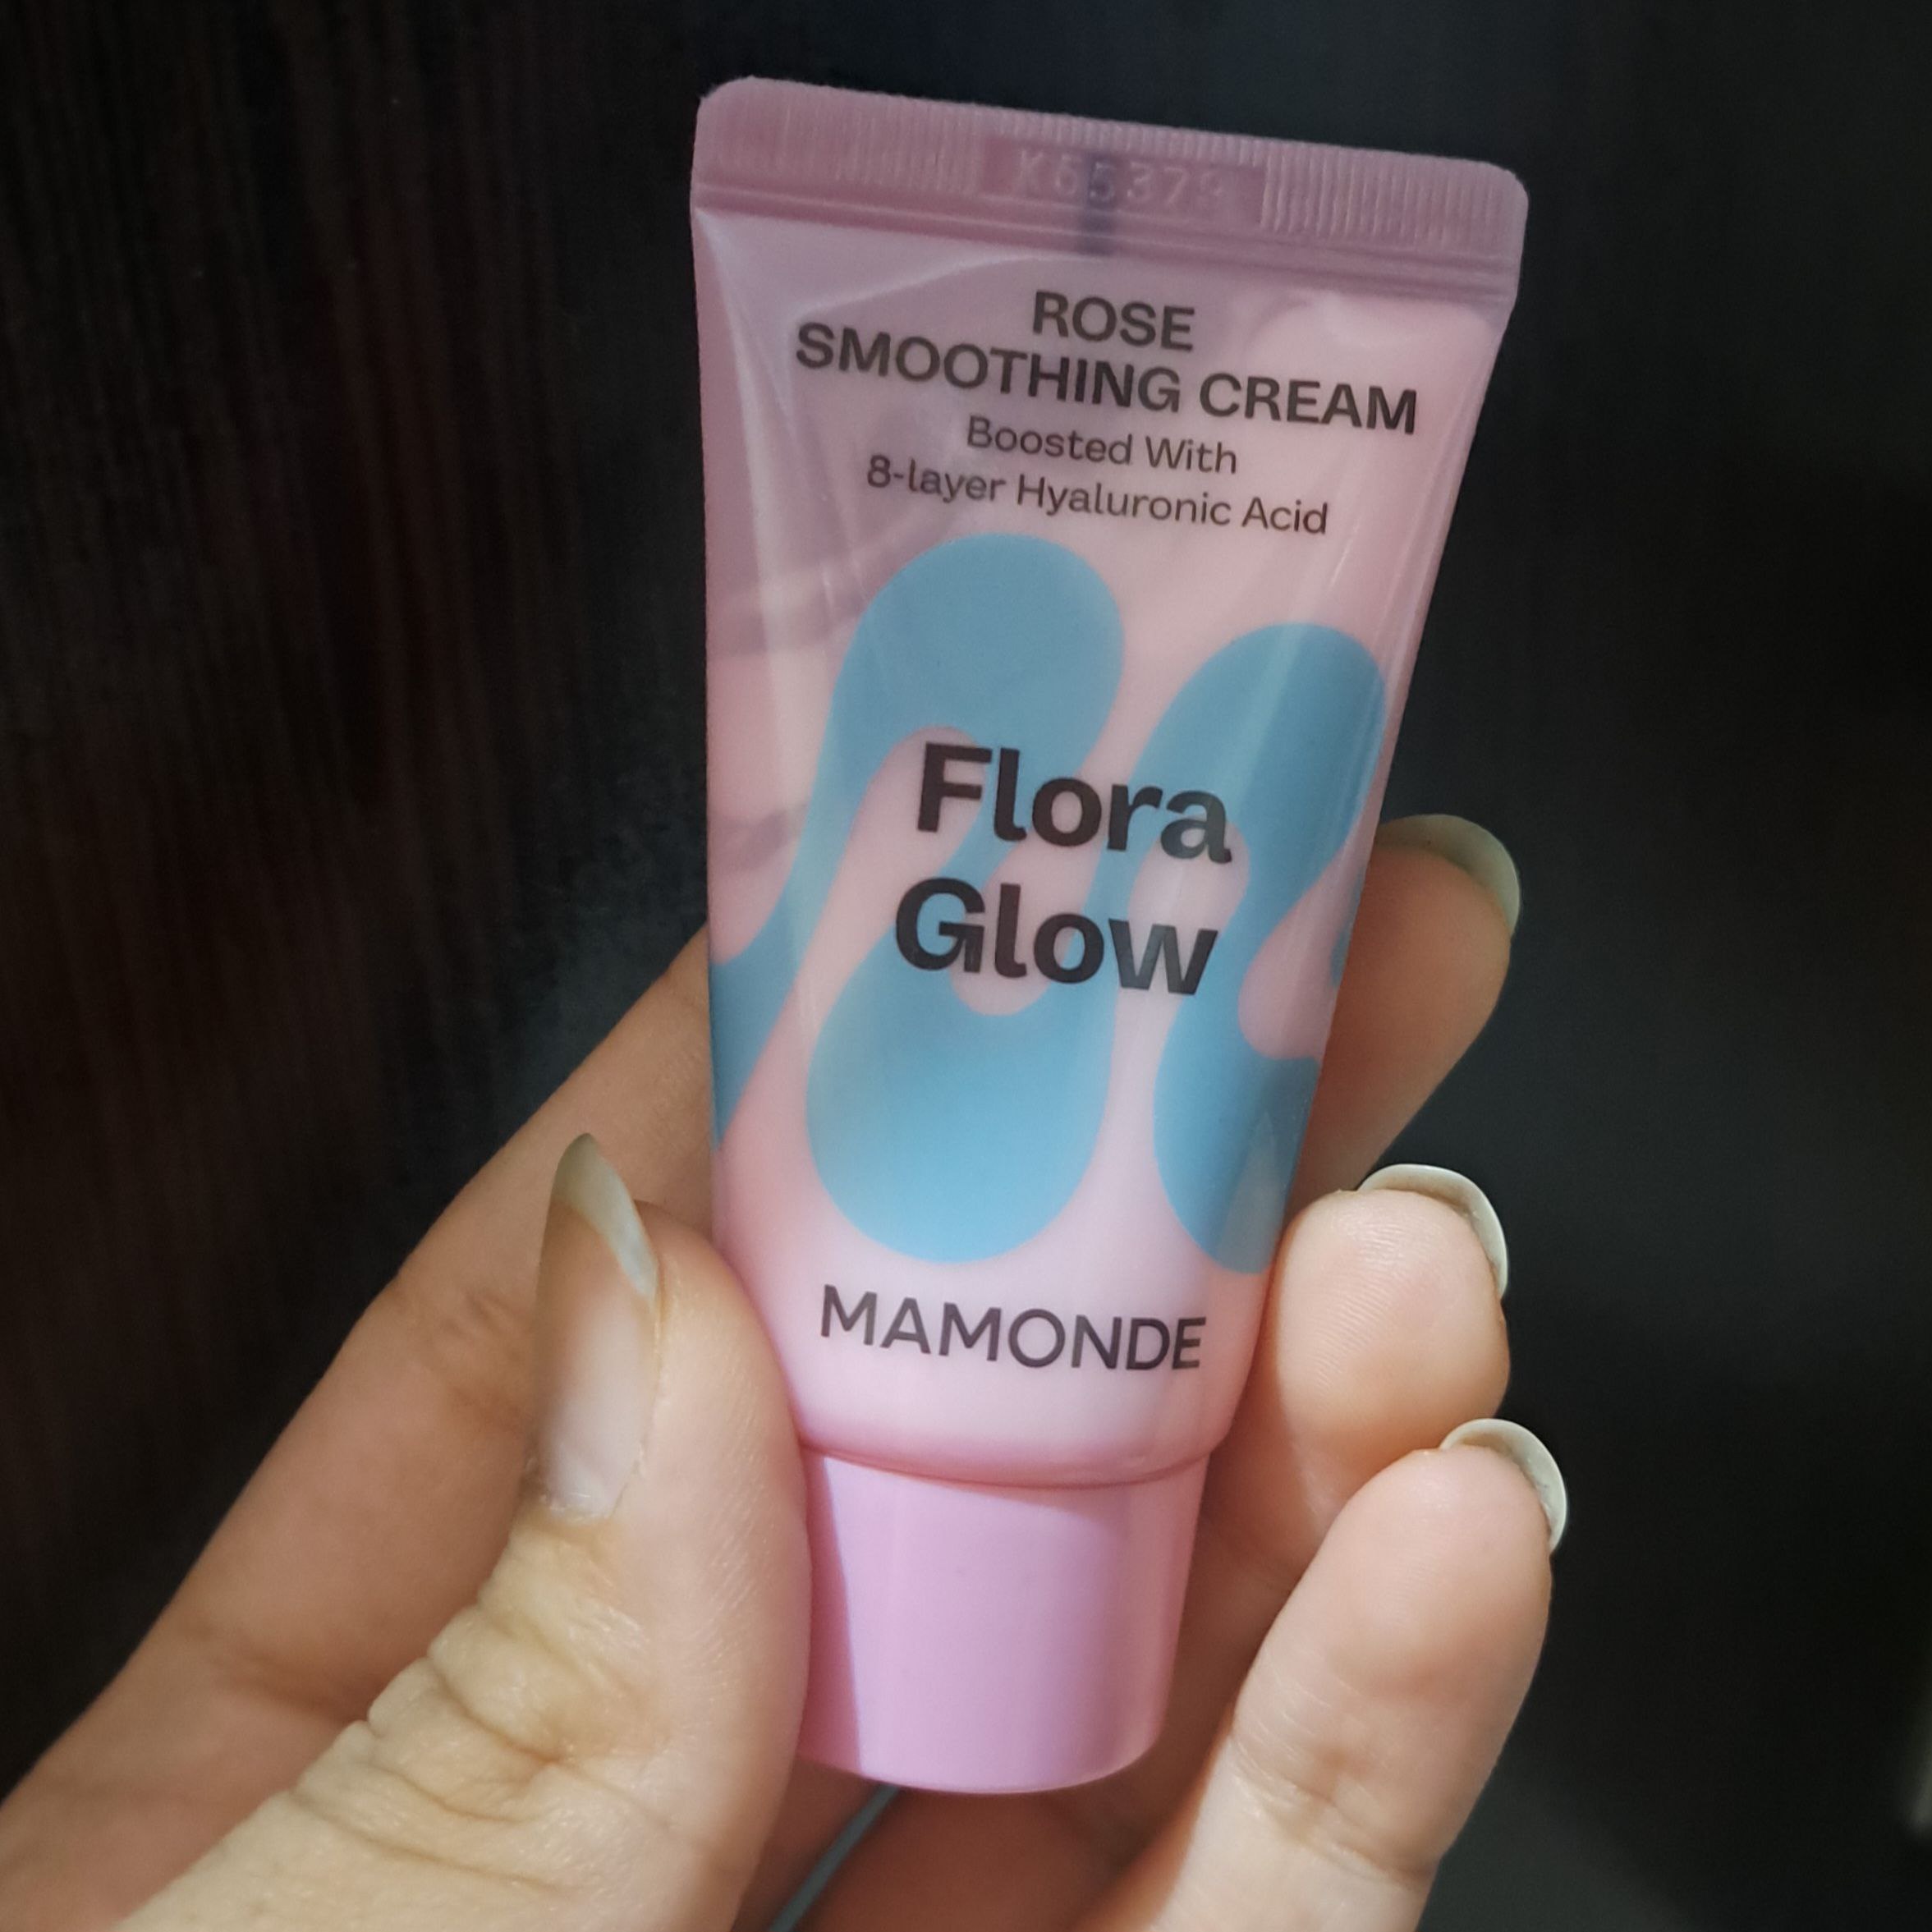 ROSE
SMOOTHING CREAM
Boosted With
8-layer Hyaluronic Acid
Flora
Glow
MAMONDE